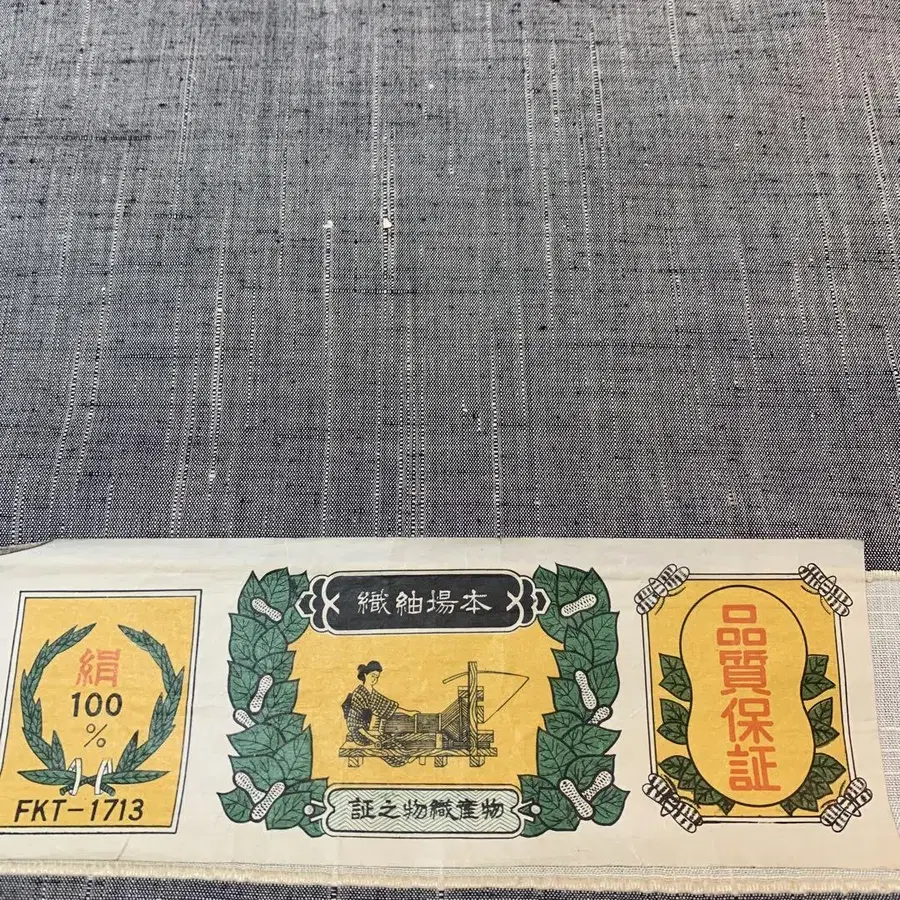 絹
100
%
FKT-1713
本場紬織
物産織物之証
品質保証